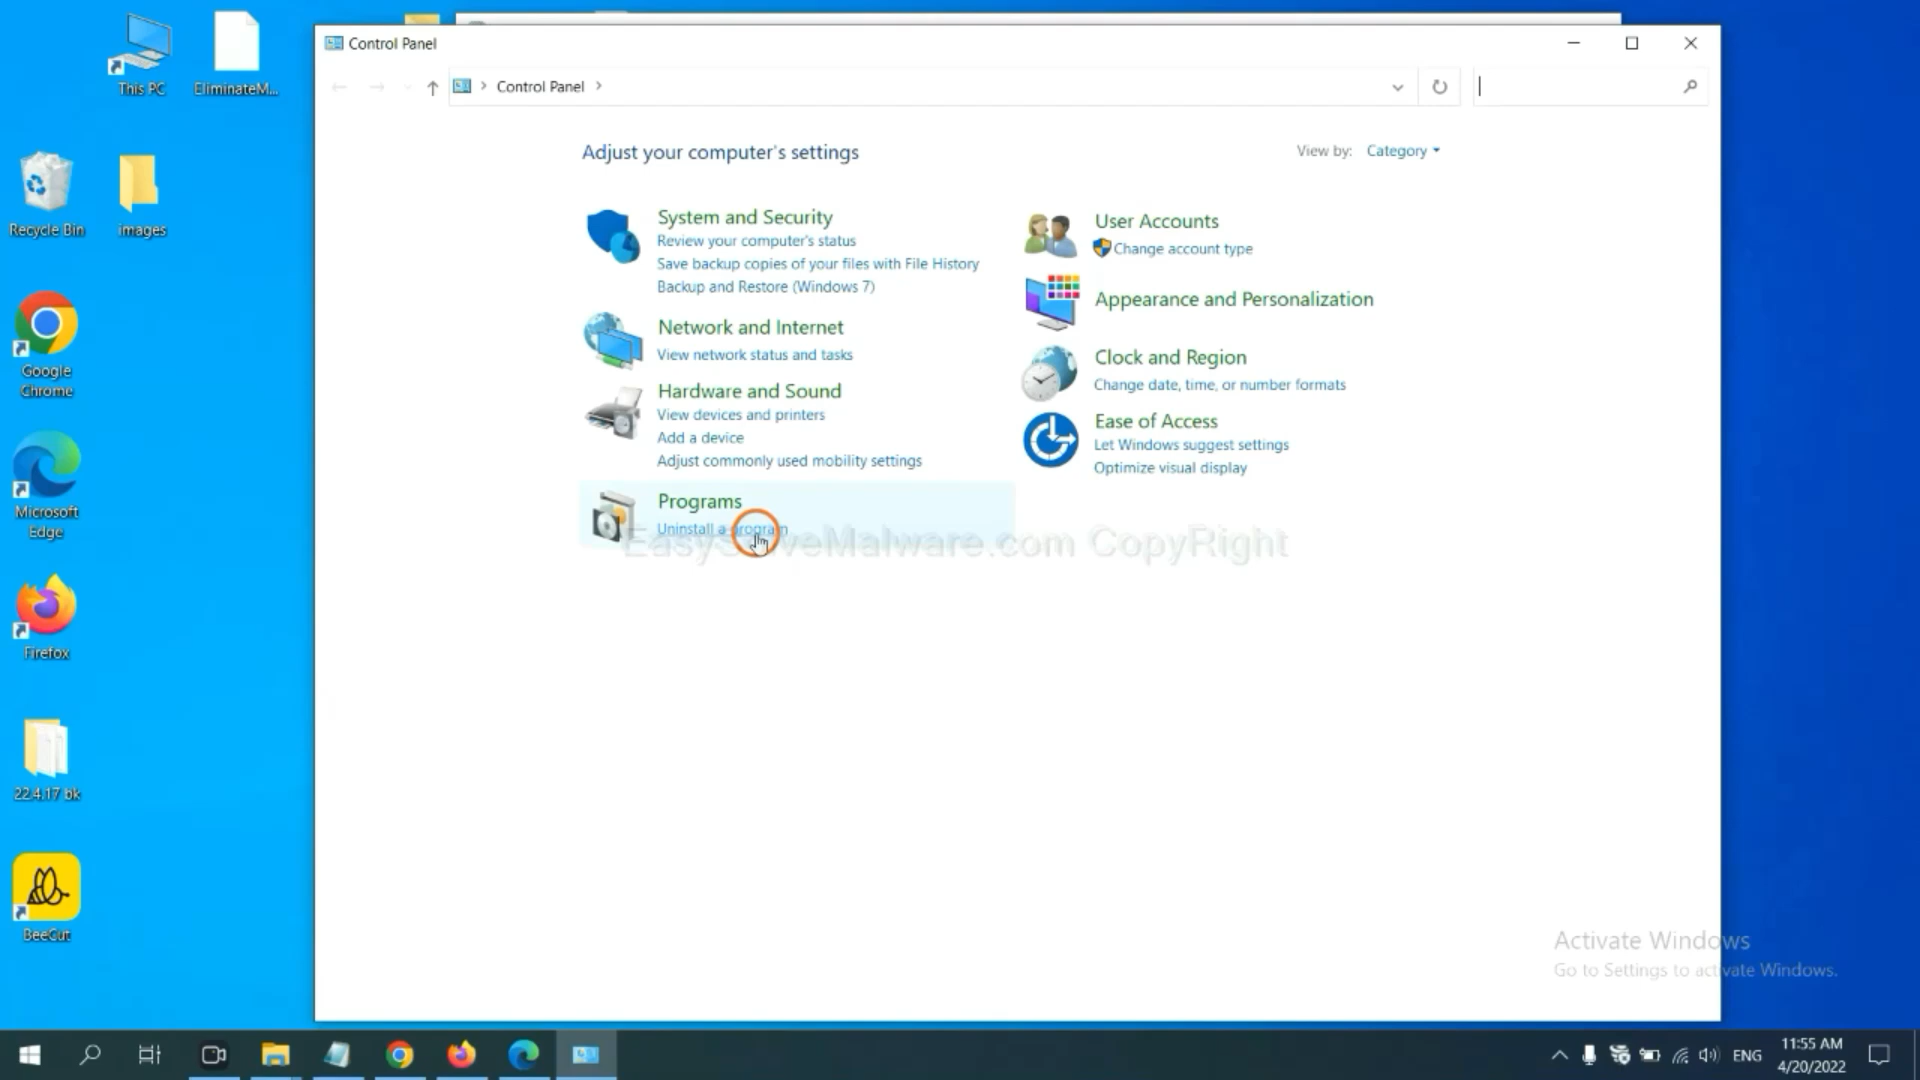 This PC
EliminateM...
Recycle Bin
images
Google
Chrome
Microsoft
Edge
Firefox
22.4.17 bk
BeeCut
Control Panel
Control Panel
Adjust your computer's settings
View by: Category
System and Security
Review your computer's status
Save backup copies of your files with File History
Backup and Restore (Windows 7)
Network and Internet
View network status and tasks
Hardware and Sound
View devices and printers
Add a device
Adjust commonly used mobility settings
Programs
Uninstall a program
User Accounts
Change account type
Appearance and Personalization
Clock and Region
Change date, time, or number formats
Ease of Access
Let Windows suggest settings
Optimize visual display
EasySolveMalware.com CopyRight
Activate Windows
Go to Settings to activate Windows.
ENG
11:55 AM
4/20/2022